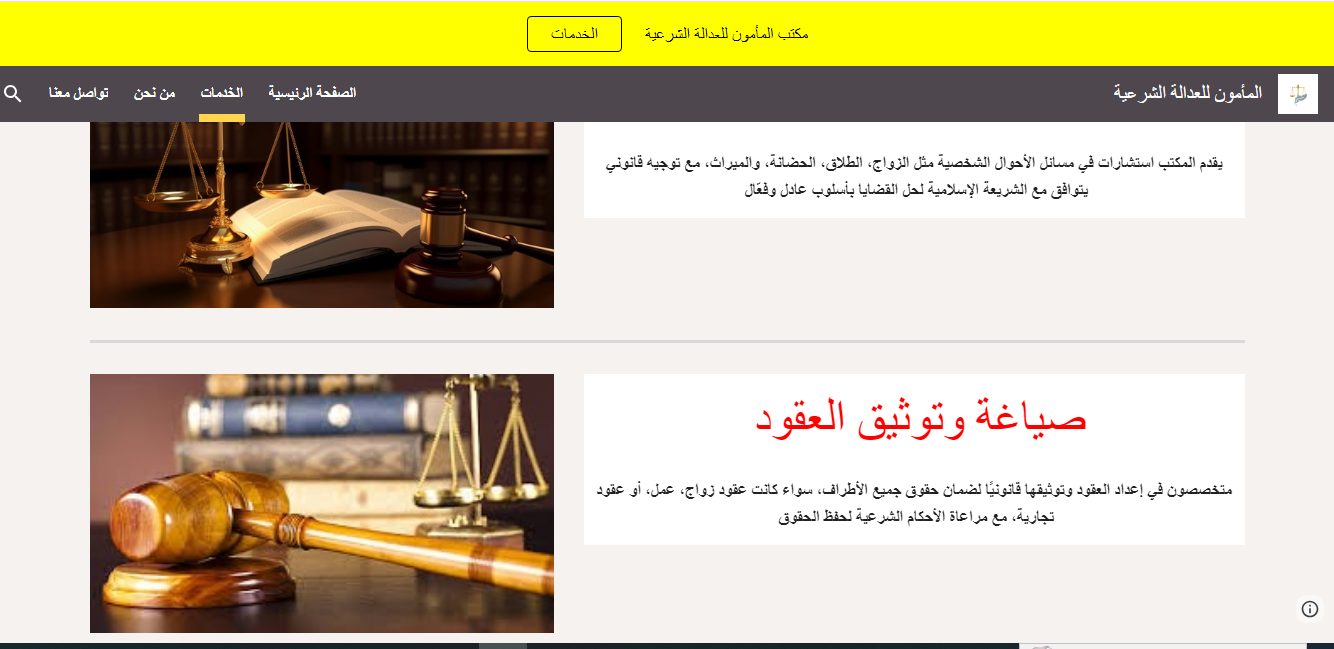 مكتب المأمون للعدالة الشرعية
الخدمات
المأمون للعدالة الشرعية
الصفحة الرئيسية
الخدمات
من نحن
تواصل معنا
يقدم المكتب استشارات في مسائل الأحوال الشخصية مثل الزواج، الطلاق، الحضانة، والميراث، مع توجيه قانوني
يتوافق مع الشريعة الإسلامية لحل القضايا بأسلوب عادل وفعّال
صياغة وتوثيق العقود
متخصصون في إعداد العقود وتوثيقها قانونيًا لضمان حقوق جميع الأطراف، سواء كانت عقود زواج، عمل، أو عقود
تجارية، مع مراعاة الأحكام الشرعية لحفظ الحقوق